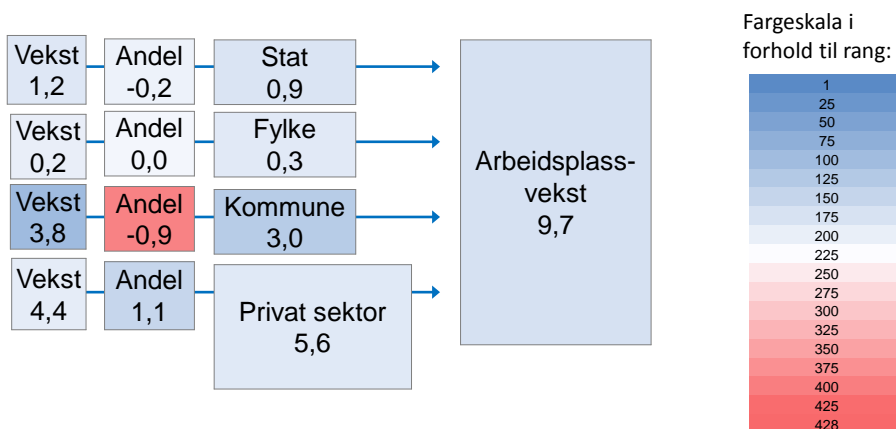 Vekst
1,2
Andel
-0,2
Stat
0,9
Vekst
0,2
Andel
0,0
Fylke
0,3
Vekst
3,8
Andel
-0,9
Kommune
3,0
Vekst
4,4
Andel
1,1
Privat sektor
5,6
Arbeidsplass-
vekst
9,7
Fargeskala i
forhold til rang:
1
25
50
75
100
125
150
175
200
225
250
275
300
325
350
375
400
425
428